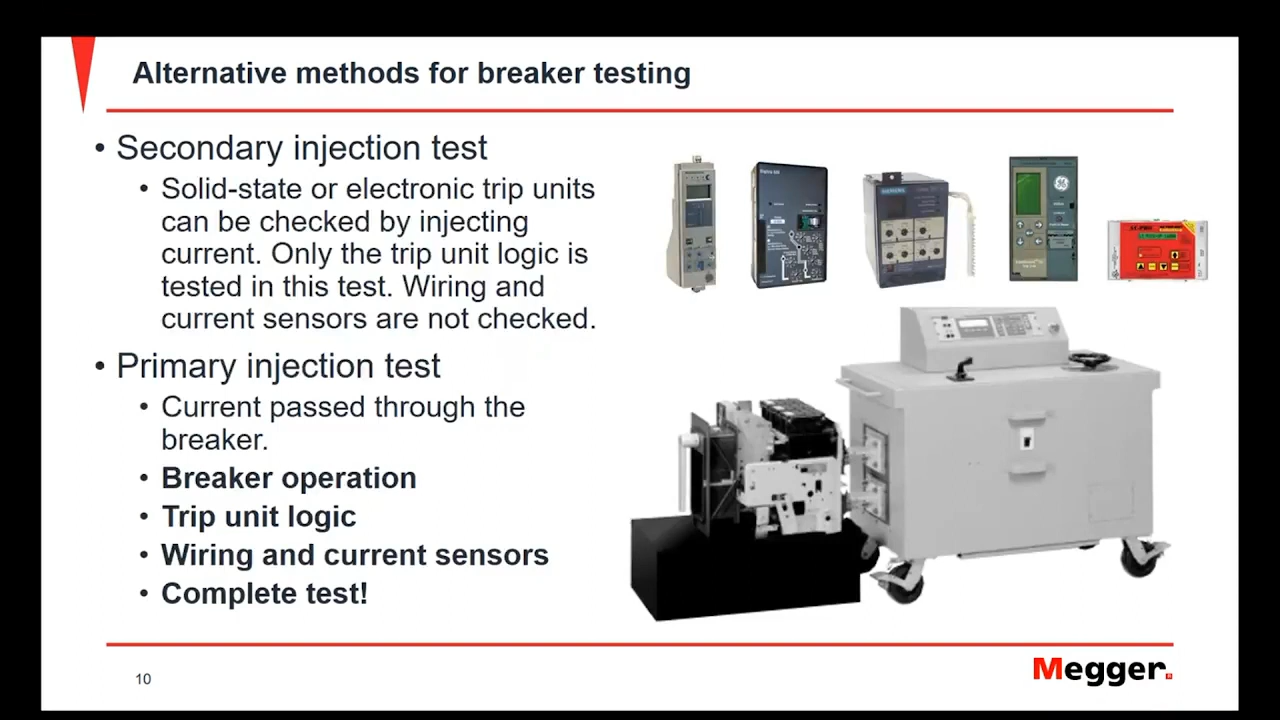 Alternative methods for breaker testing
• Secondary injection test
• Solid-state or electronic trip units
can be checked by injecting
current. Only the trip unit logic is
tested in this test. Wiring and
current sensors are not checked.
• Primary injection test
• Current passed through the
breaker.
• Breaker operation
• Trip unit logic
• Wiring and current sensors
• Complete test!
SIEMENS
10
Megger.